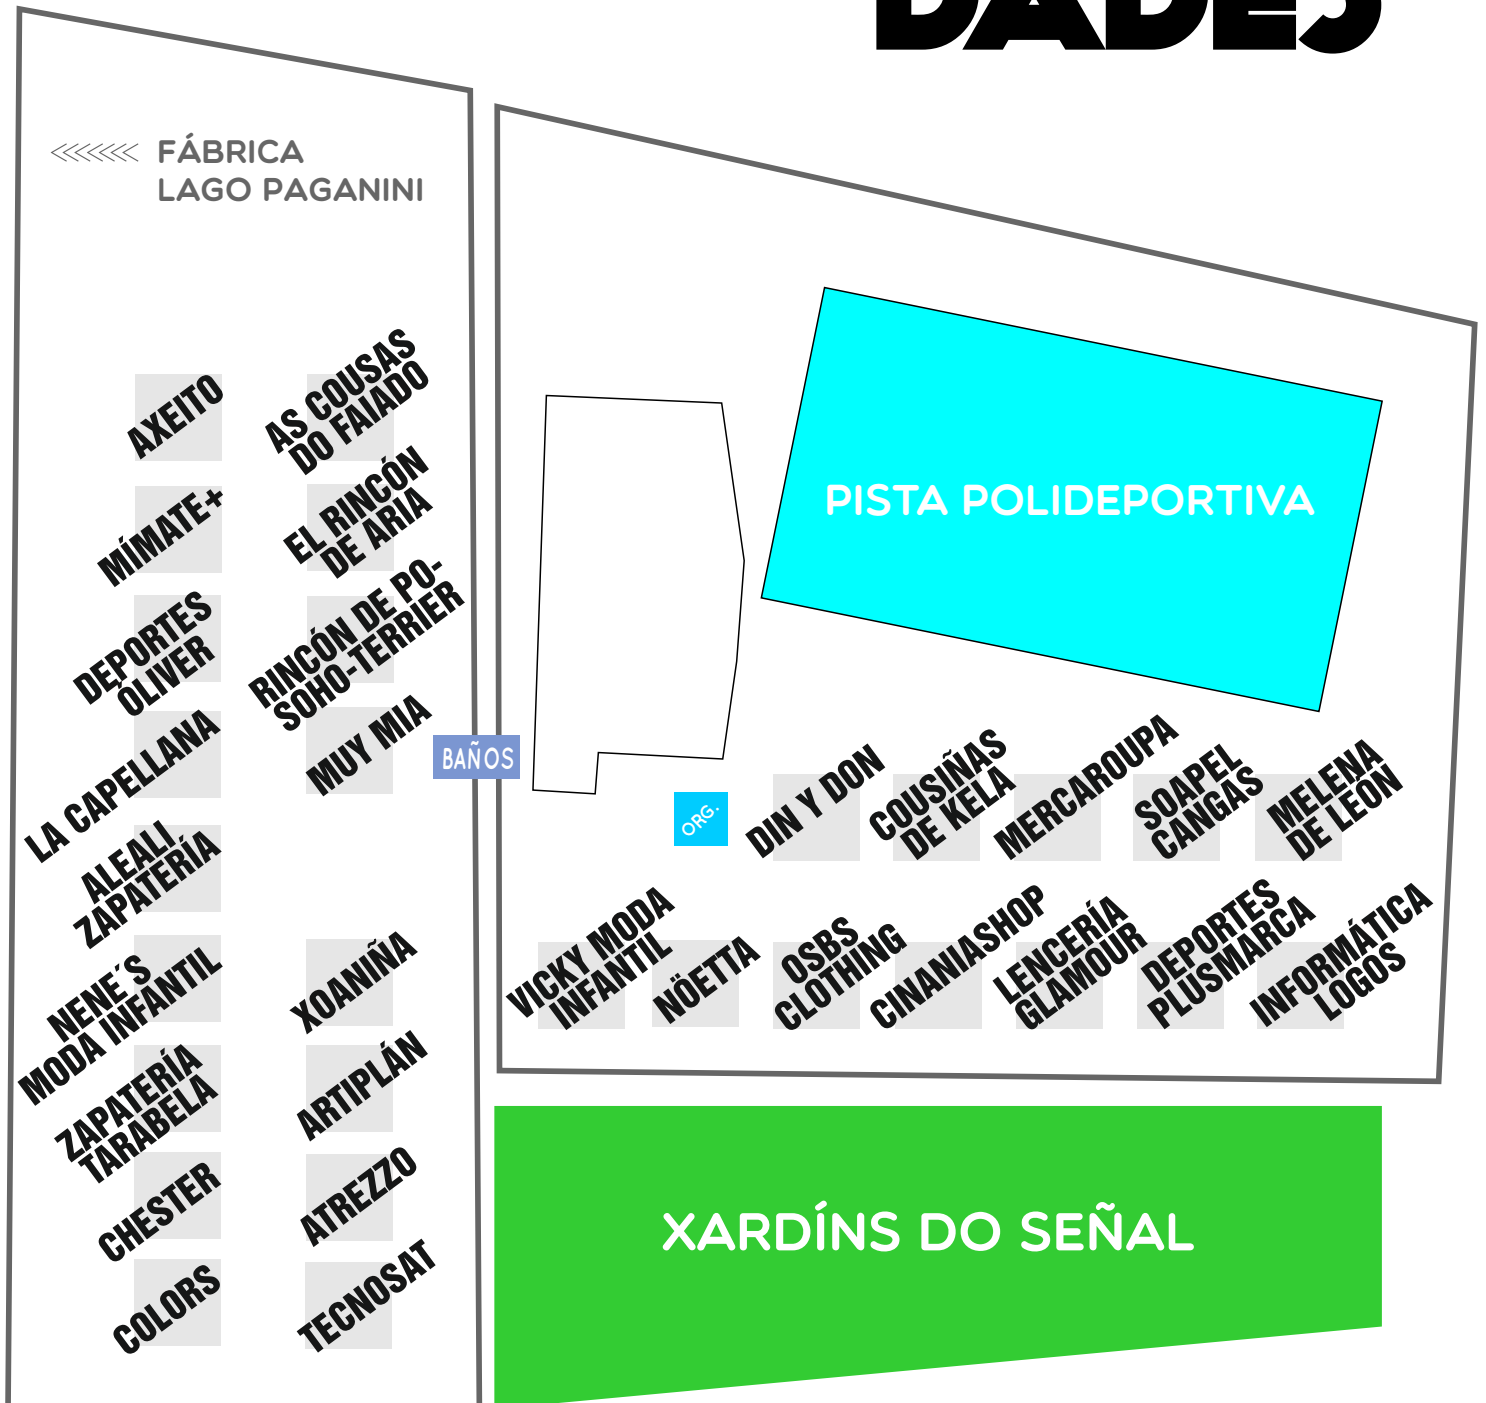 DADES
<<<<<<< FÁBRICA
LAGO PAGANINI
AXEITO
AS COUSAS
DO FAIADO
MÍMATE+
EL RINCÓN
DE ARIA
DEPORTES
ÓLIVER
RINCÓN DE PO-
SOHO-TERRIER
LA CAPELLANA
MUY MIA
ALEALI,
ZAPATERÍA
NENE´S
MODA INFANTIL
XOANIÑA
ZAPATERÍA
TARABELA
ARTIPLÁN
CHESTER
ATREZZO
COLORS
TECNOSAT
BAÑOS
PISTA POLIDEPORTIVA
ORG.
DIN Y DON
COUSIÑAS
DE KELA
MERCAROUPA
SOAPEL
CANGAS
MELENA
DE LEÓN
VICKY MODA
INFANTIL
NÖETTA
OSBS
CLOTHING
CINANIASHOP
LENCERÍA
GLAMOUR
DEPORTES
PLUSMARCA
INFORMÁTICA
LOGOS
XARDÍNS DO SEÑAL